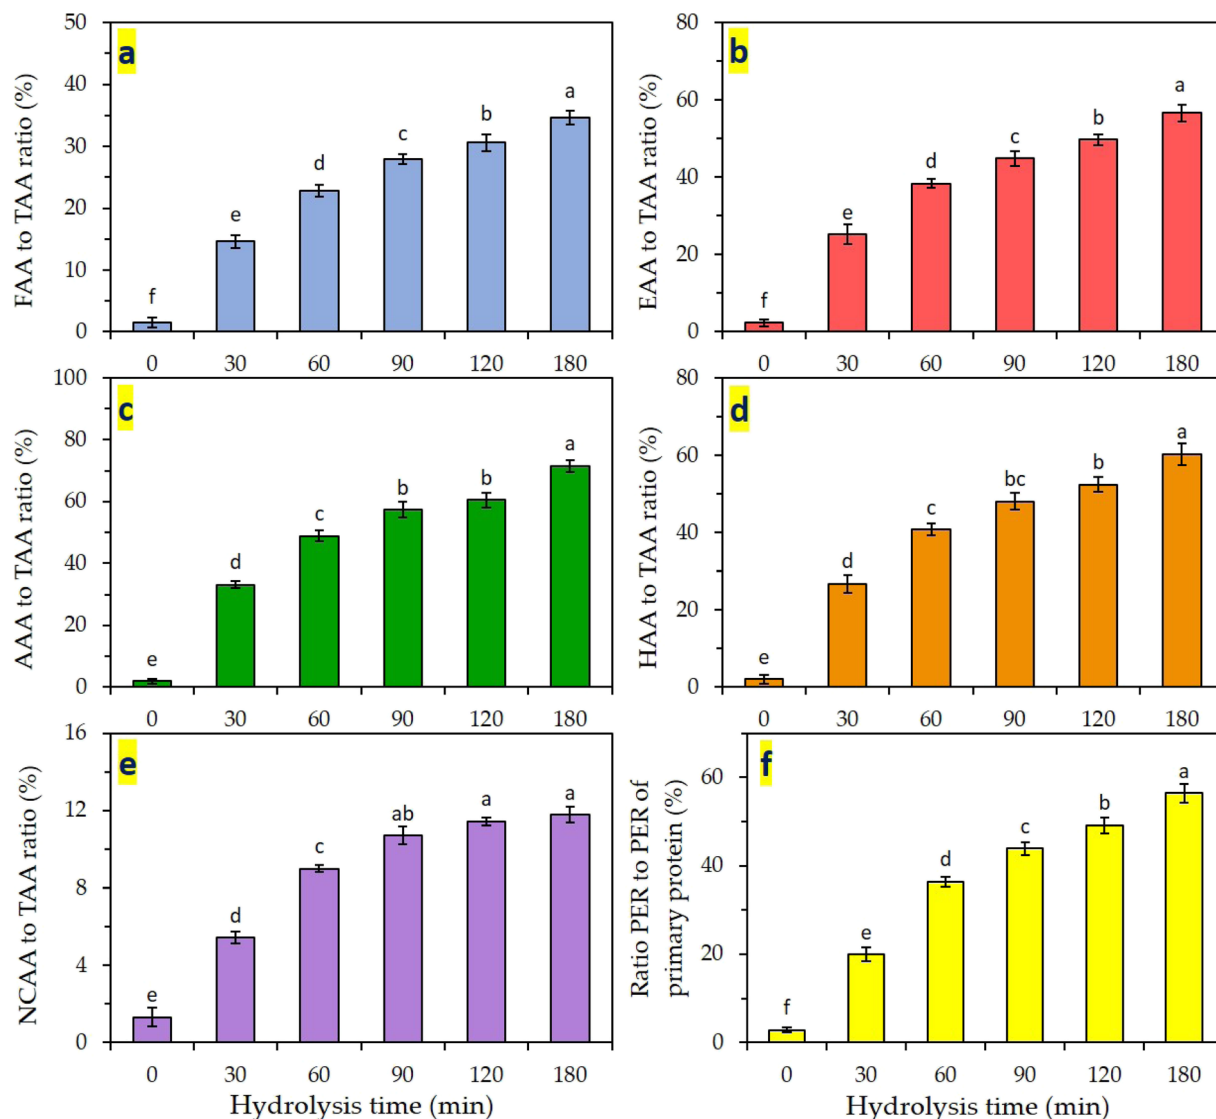 a
FAA to TAA ratio (%)
50
40
30
20
10
0
f
e
d
c
b
a
0 30 60 90 120 180
b
EAA to TAA ratio (%)
80
60
40
20
0
f
e
d
c
b
a
0 30 60 90 120 180
c
AAA to TAA ratio (%)
100
80
60
40
20
0
e
d
c
b
b
a
0 30 60 90 120 180
d
HAA to TAA ratio (%)
80
60
40
20
0
e
d
c
bc
b
a
0 30 60 90 120 180
e
NCAA to TAA ratio (%)
16
12
8
4
0
e
d
c
ab
a
a
0 30 60 90 120 180
Hydrolysis time (min)
f
Ratio PER to PER of
primary protein (%)
60
40
20
0
f
e
d
c
b
a
0 30 60 90 120 180
Hydrolysis time (min)